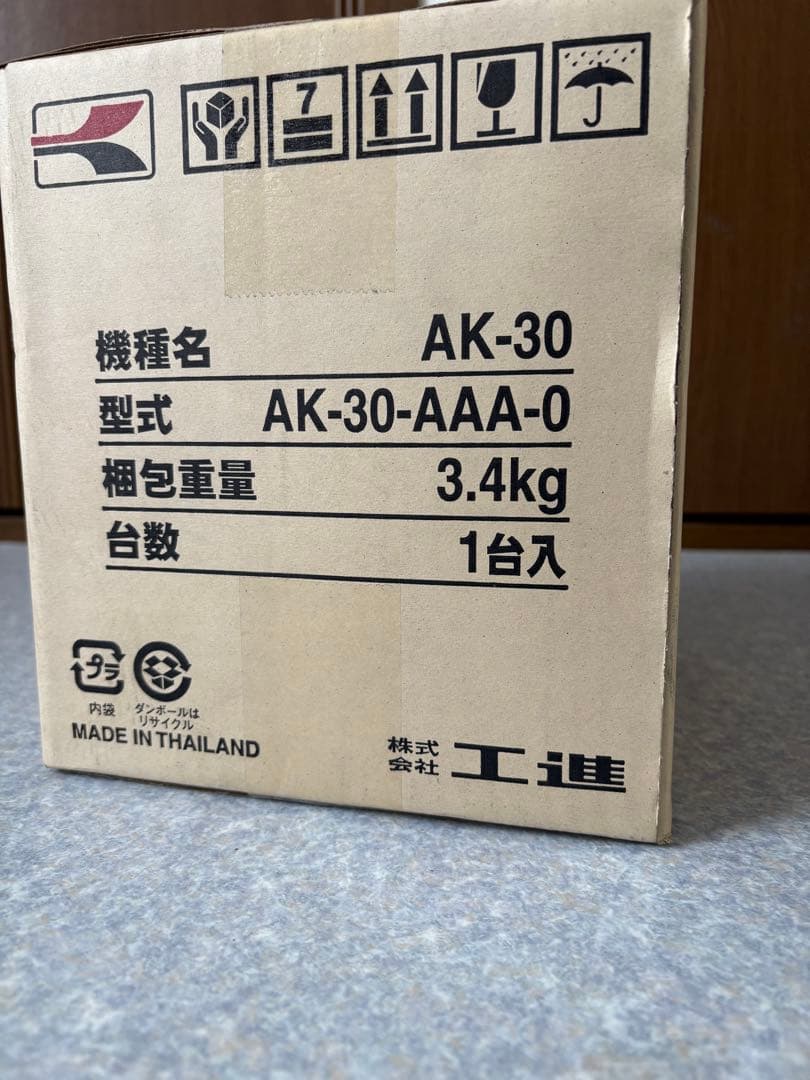 7
機種名 AK-30
型式 AK-30-AAA-0
梱包重量 3.4kg
台数 1台入
プラ
内袋 ダンボールは
リサイクル
MADE IN THAILAND
株式
会社 工進